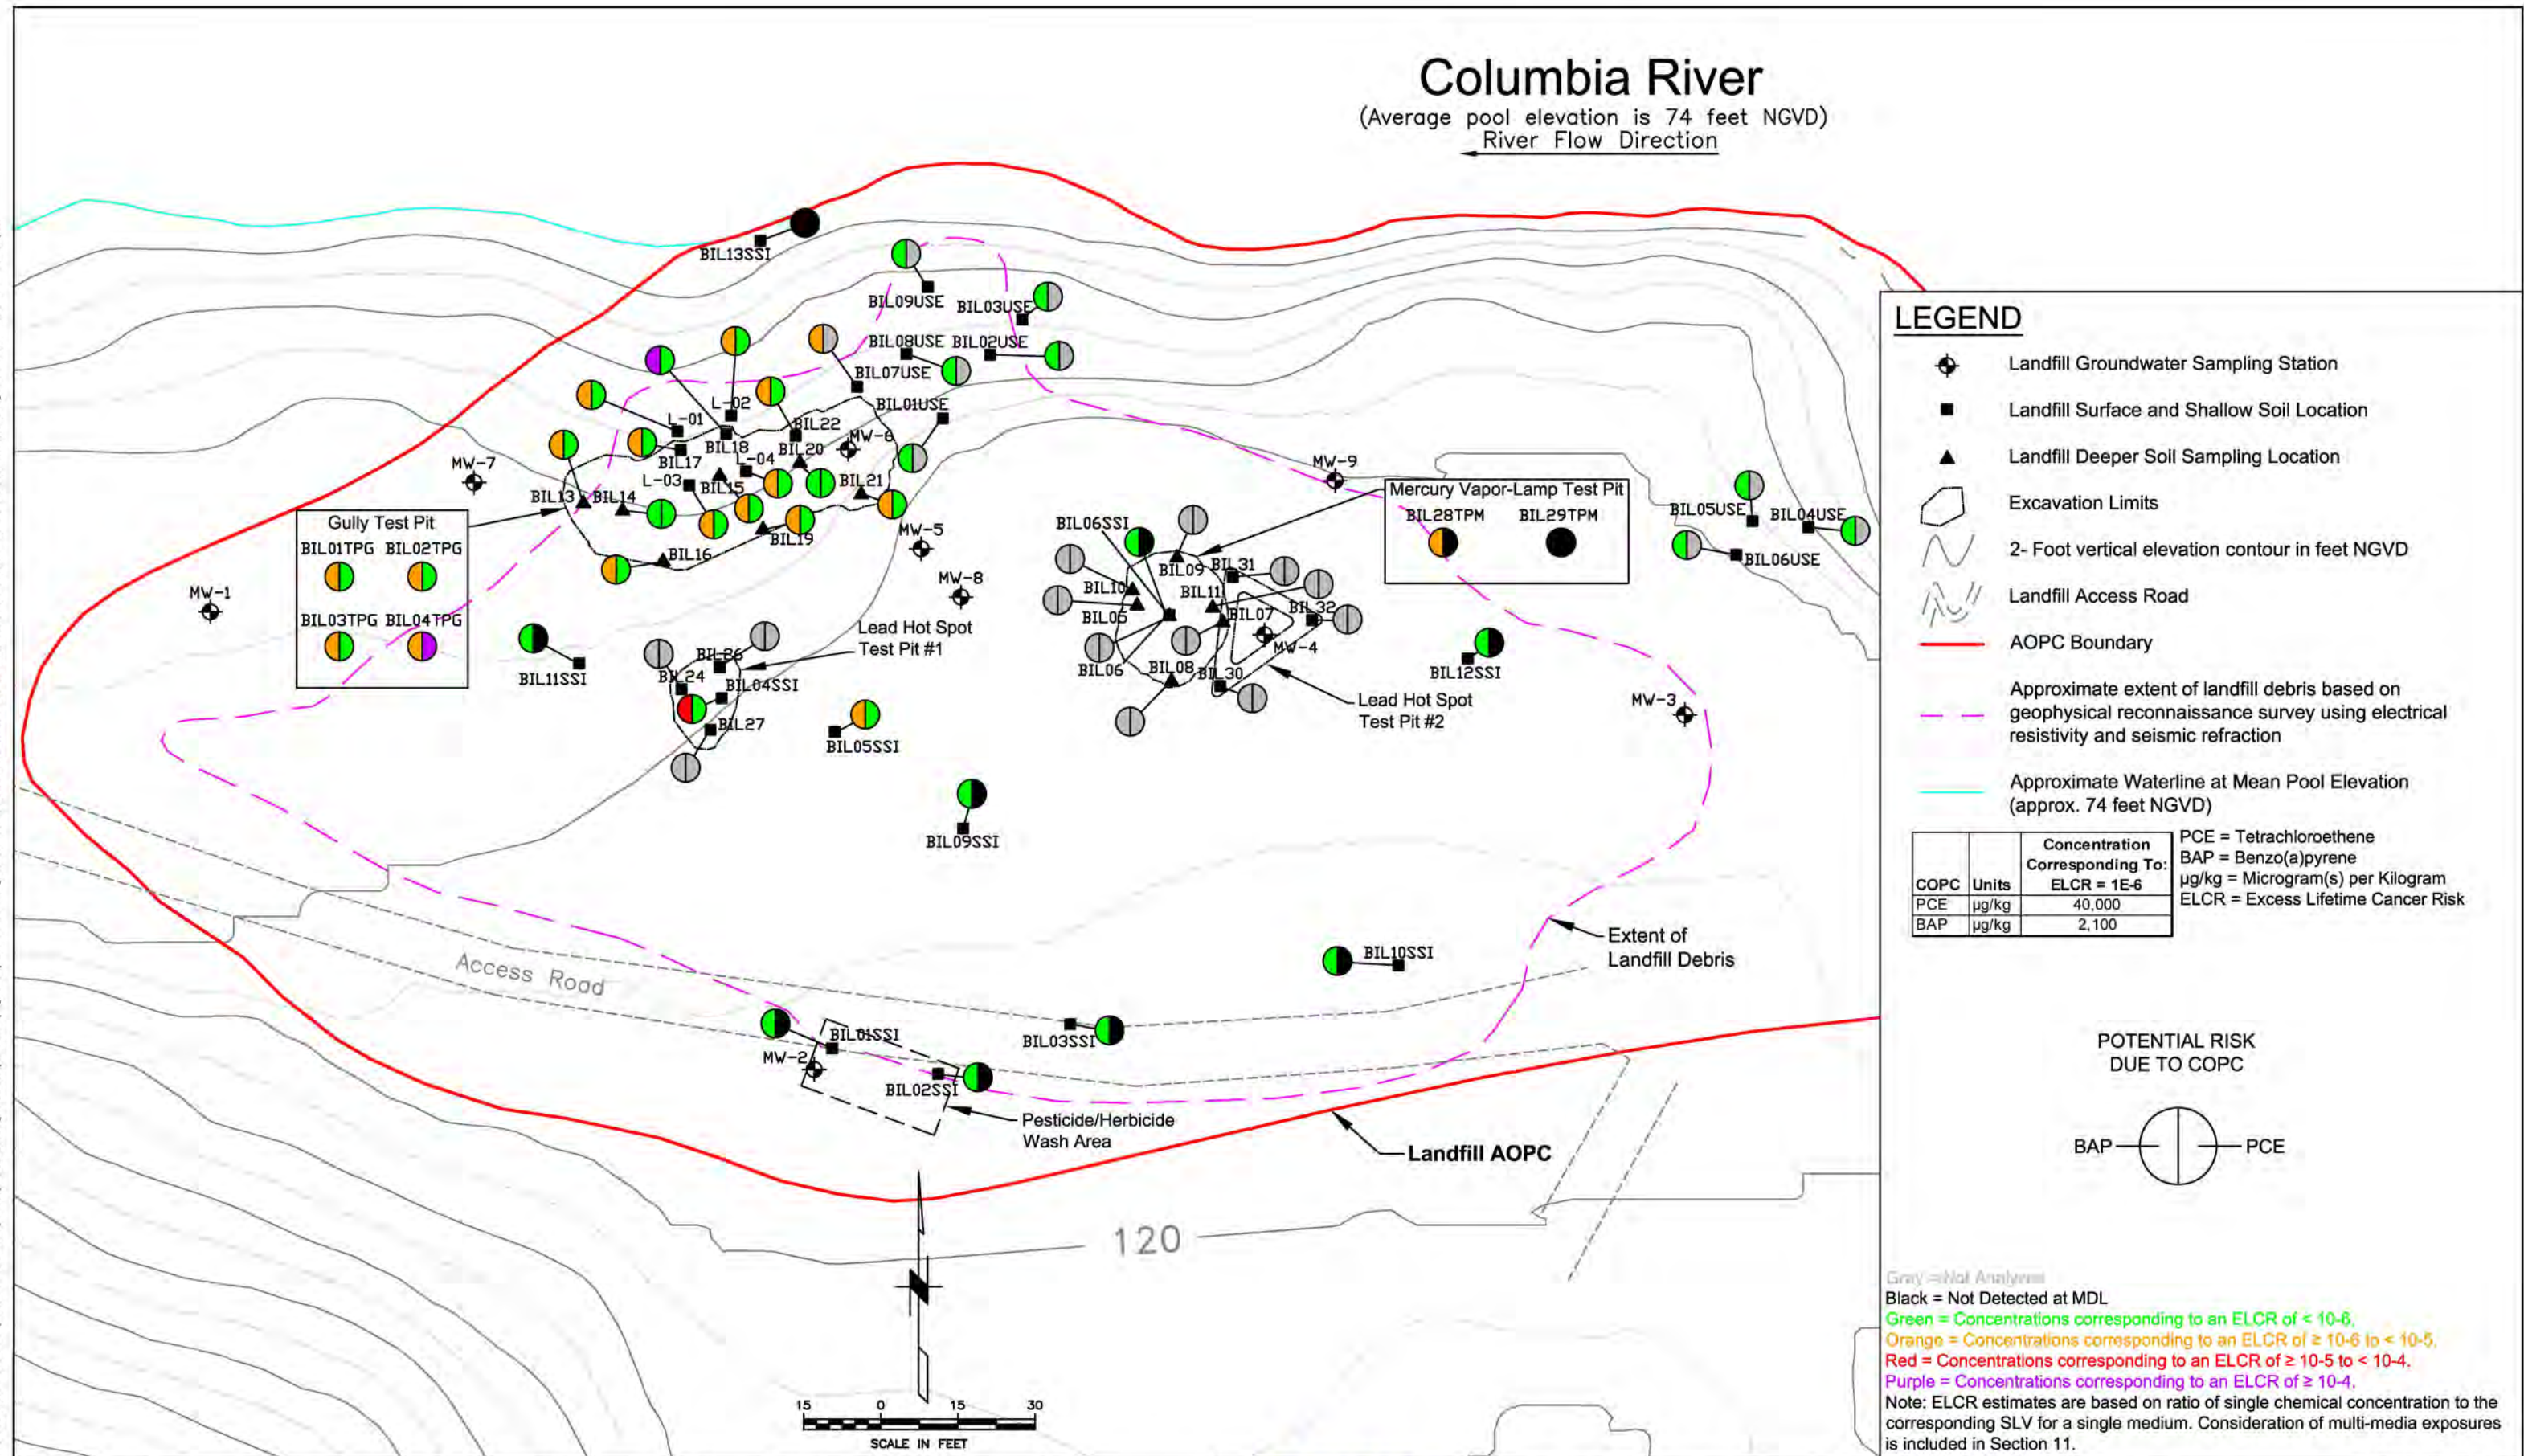 Columbia River
(Average pool elevation is 74 feet NGVD)
River Flow Direction
BIL13SSI
BIL09USE
BIL03USE
BIL08USE
BIL02USE
BIL07USE
BIL01USE
L-02
L-01
BIL22
BIL18
MW-6
BIL17
L-04
BIL20
MW-7
L-03
BIL15
BIL21
BIL13
BIL14
BIL19
BIL16
MW-5
MW-8
MW-1
Gully Test Pit
BIL01TPG BIL02TPG
BIL03TPG BIL04TPG
BIL11SSI
BIL26
BIL24
BIL04SSI
BIL27
Lead Hot Spot
Test Pit #1
BIL05SSI
BIL09SSI
MW-9
Mercury Vapor-Lamp Test Pit
BIL28TPM BIL29TPM
BIL06SSI
BIL09
BIL31
BIL10
BIL11
BIL05
BIL07
BIL32
MW-4
BIL06
BIL08
BIL30
Lead Hot Spot
Test Pit #2
BIL12SSI
BIL05USE
BIL04USE
BIL06USE
MW-3
Extent of
Landfill Debris
BIL10SSI
Access Road
BIL01SSI
MW-2
BIL02SSI
BIL03SSI
Pesticide/Herbicide
Wash Area
Landfill AOPC
120
15 0 15 30
SCALE IN FEET
LEGEND
Landfill Groundwater Sampling Station
Landfill Surface and Shallow Soil Location
Landfill Deeper Soil Sampling Location
Excavation Limits
2- Foot vertical elevation contour in feet NGVD
Landfill Access Road
AOPC Boundary
Approximate extent of landfill debris based on
geophysical reconnaissance survey using electrical
resistivity and seismic refraction
Approximate Waterline at Mean Pool Elevation
(approx. 74 feet NGVD)
Concentration
Corresponding To:
COPC Units ELCR = 1E-6
PCE µg/kg 40,000
BAP µg/kg 2,100
PCE = Tetrachloroethene
BAP = Benzo(a)pyrene
µg/kg = Microgram(s) per Kilogram
ELCR = Excess Lifetime Cancer Risk
POTENTIAL RISK
DUE TO COPC
BAP PCE
Gray = Not Analyzed
Black = Not Detected at MDL
Green = Concentrations corresponding to an ELCR of < 10-6.
Orange = Concentrations corresponding to an ELCR of ≥ 10-6 to < 10-5.
Red = Concentrations corresponding to an ELCR of ≥ 10-5 to < 10-4.
Purple = Concentrations corresponding to an ELCR of ≥ 10-4.
Note: ELCR estimates are based on ratio of single chemical concentration to the
corresponding SLV for a single medium. Consideration of multi-media exposures
is included in Section 11.